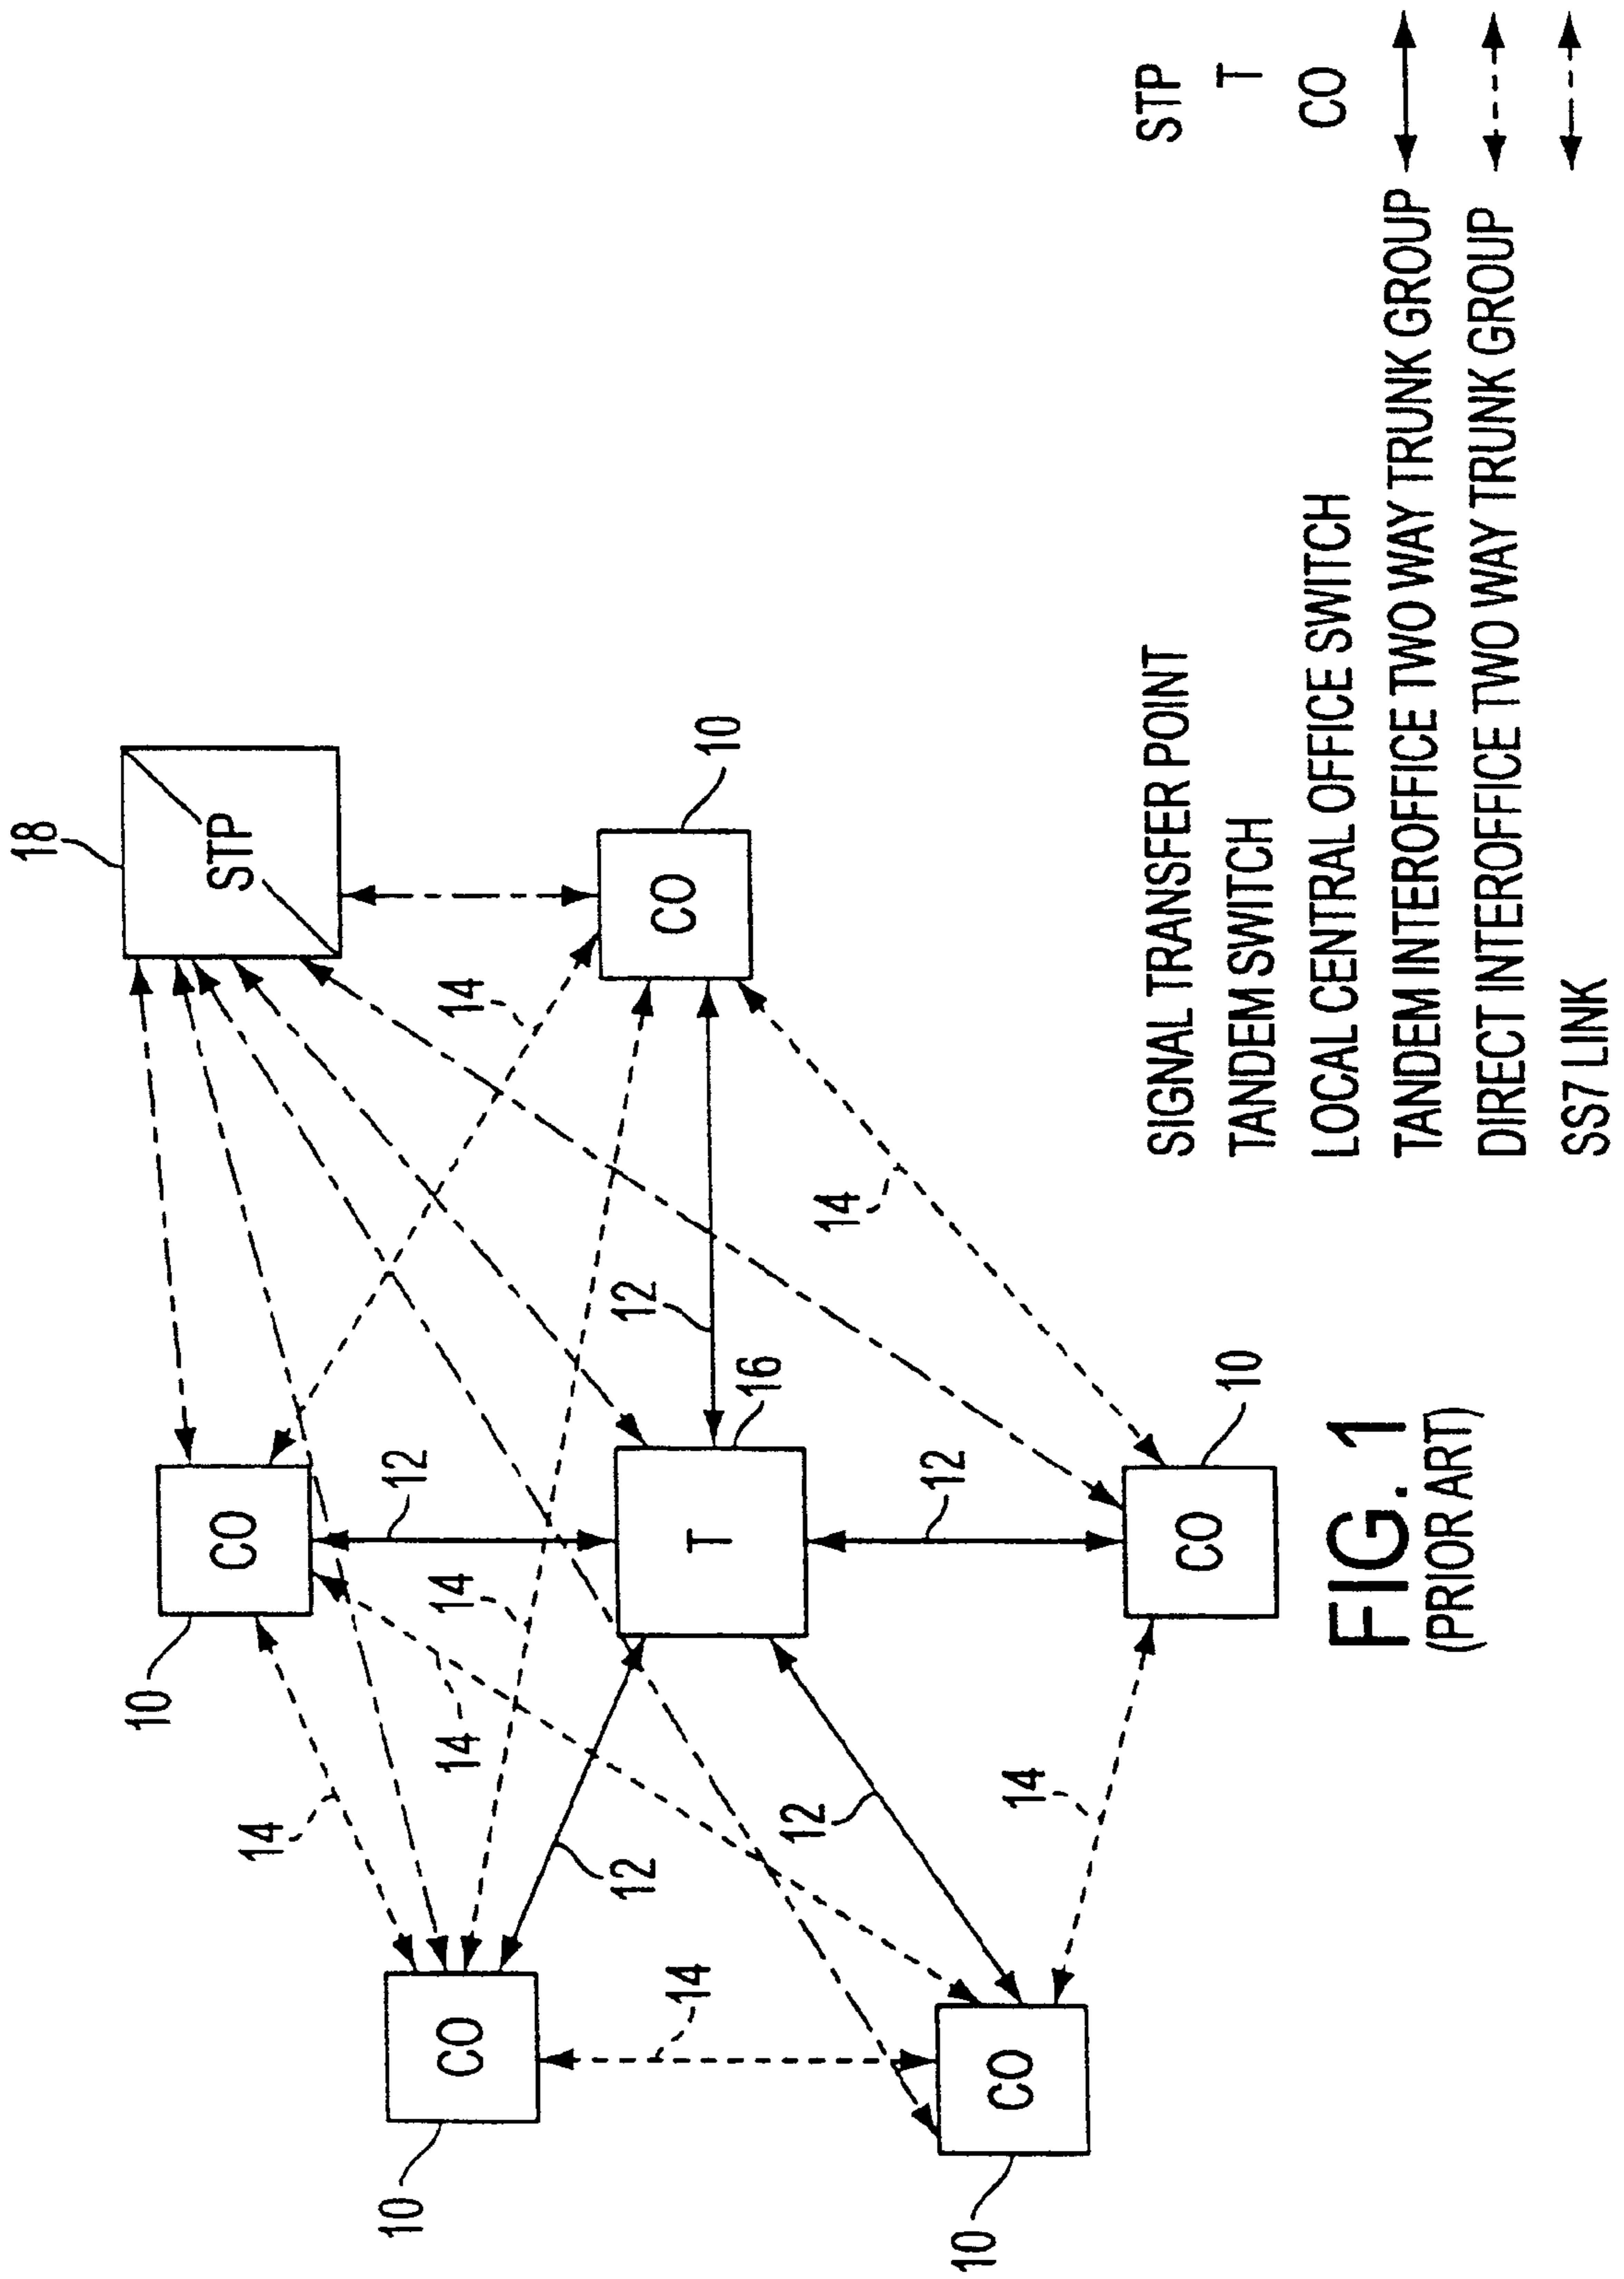 18
10
CO
STP
14
10
12
CO
14
14
14
12
12
CO
14
T
10
16
12
14
10
12
CO
14
CO
10
SIGNAL TRANSFER POINT STP
TANDEM SWITCH T
LOCAL CENTRAL OFFICE SWITCH CO
TANDEM INTEROFFICE TWO WAY TRUNK GROUP
DIRECT INTEROFFICE TWO WAY TRUNK GROUP
SS7 LINK
FIG. 1
(PRIOR ART)